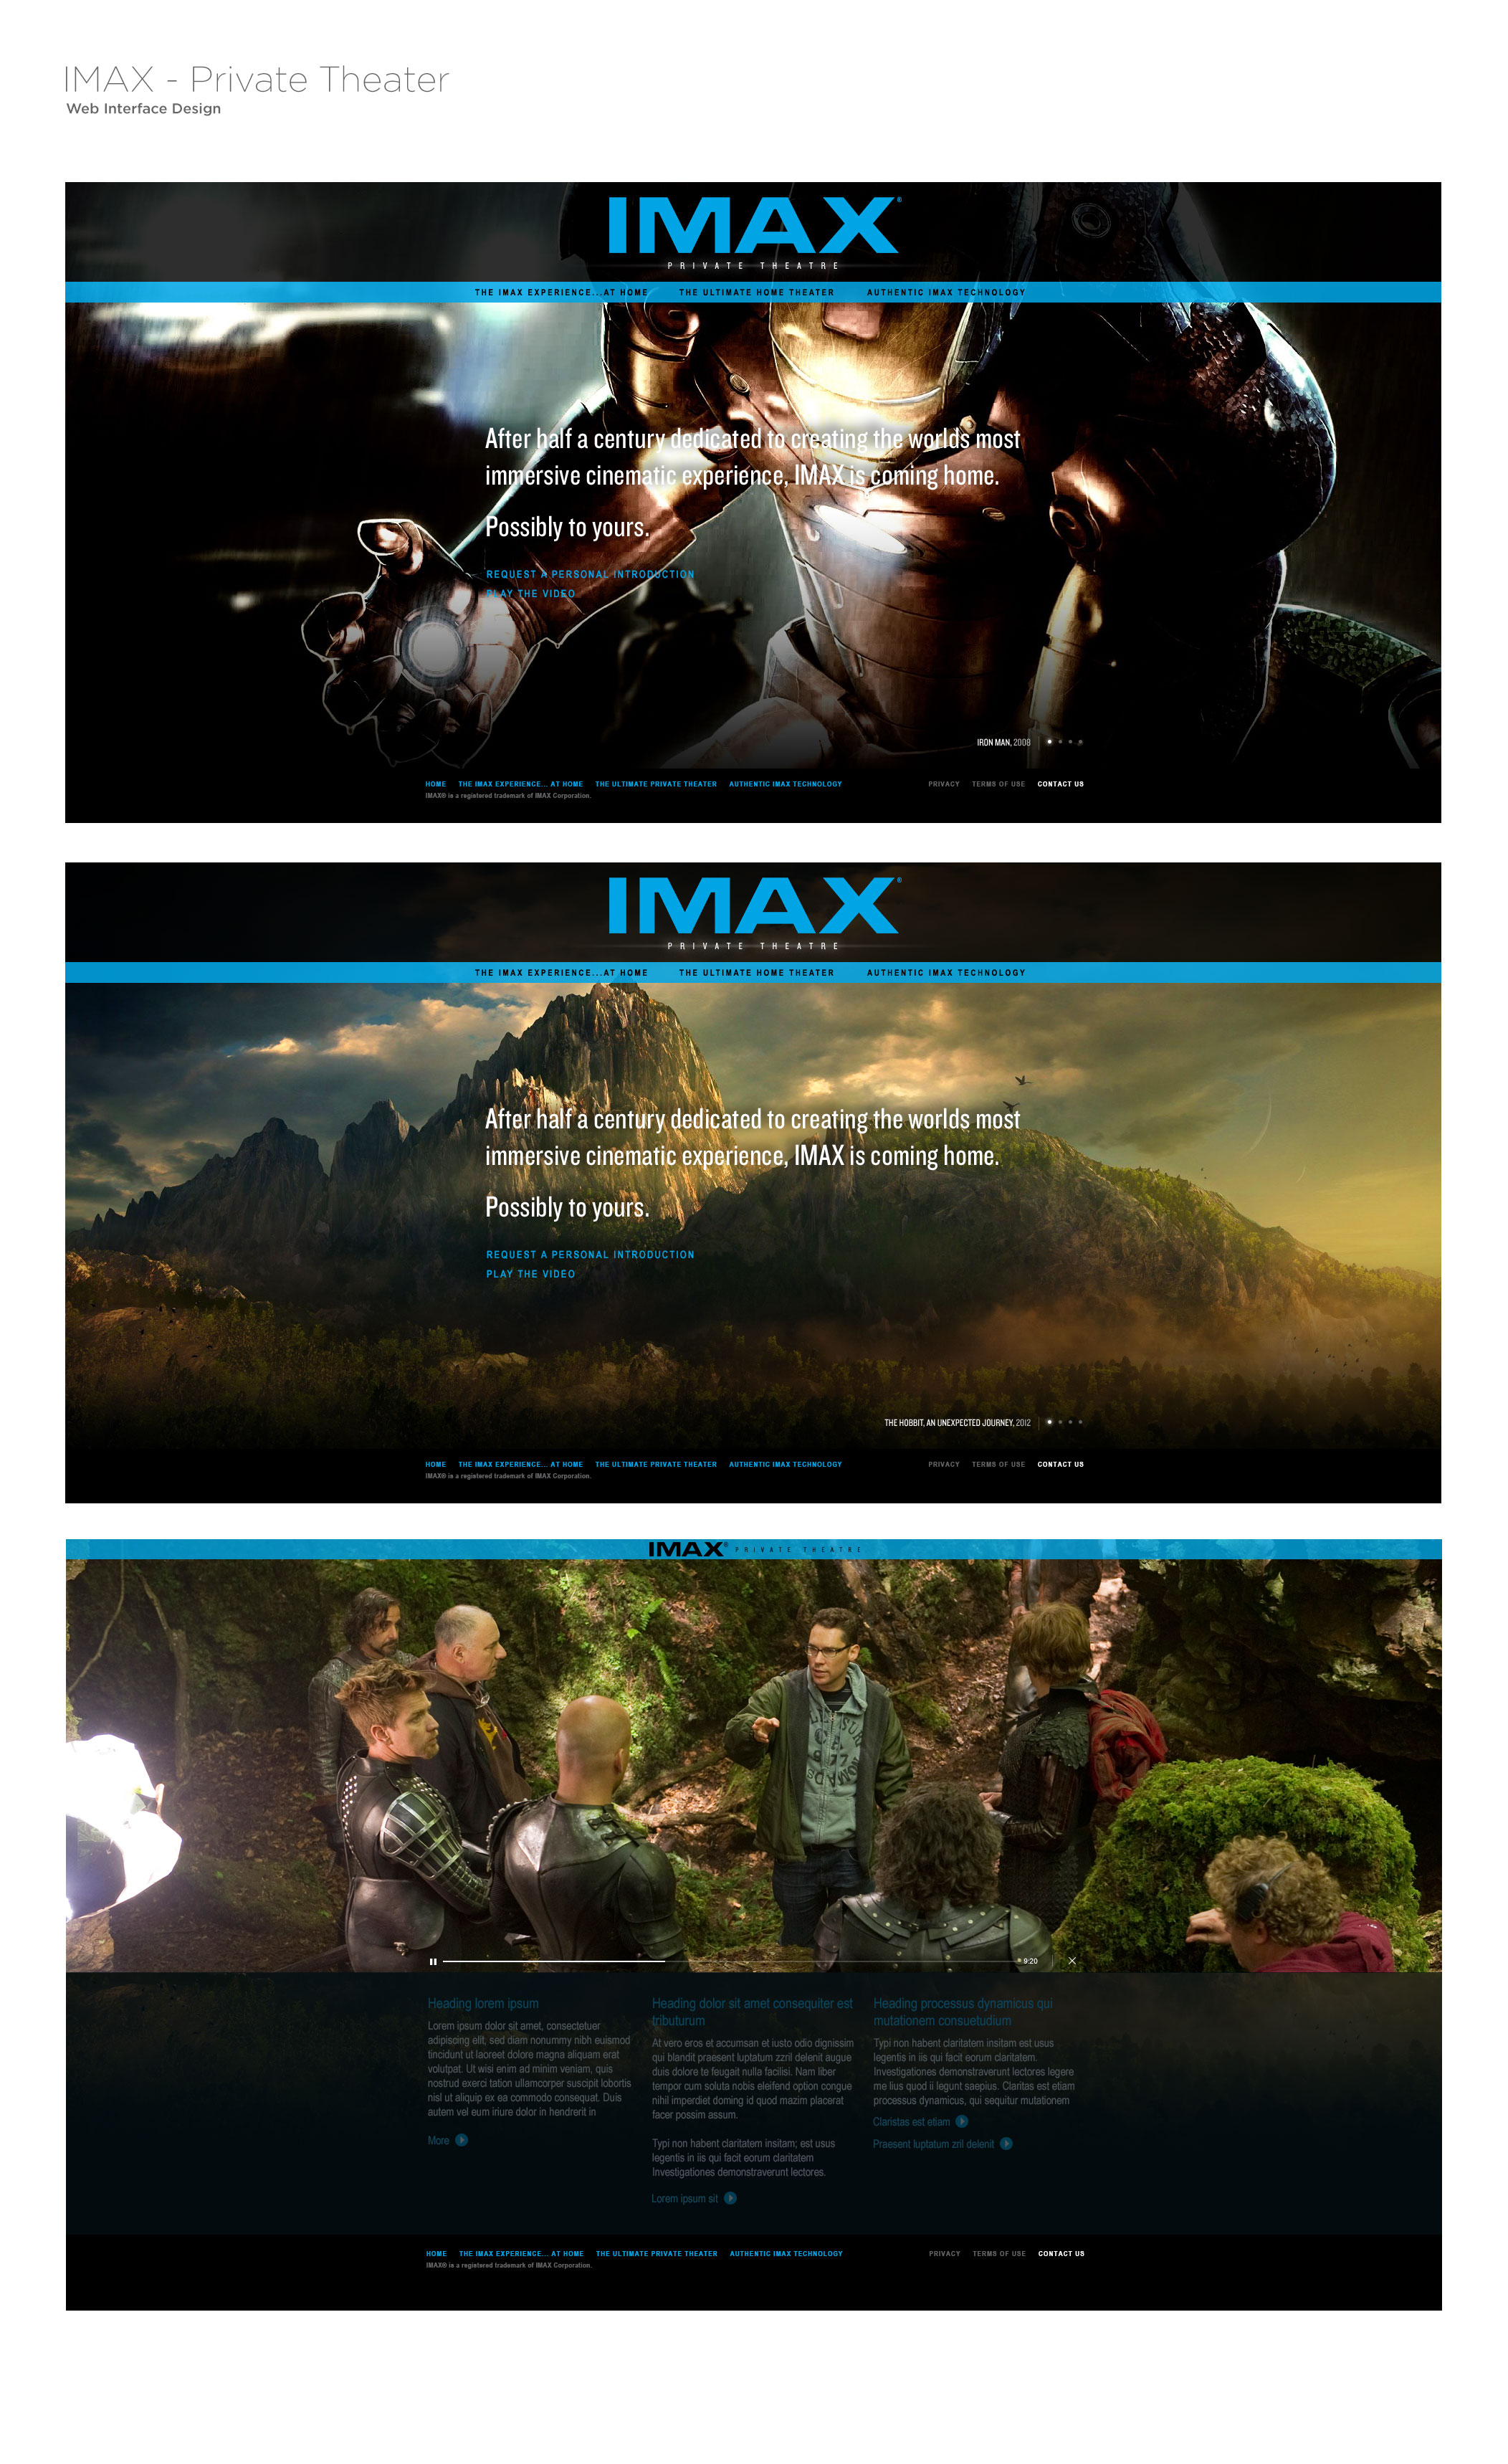 IMAX - Private Theater
Web Interface Design
IMAX®
PRIVATE THEATRE
THE IMAX EXPERIENCE...AT HOME THE ULTIMATE HOME THEATER AUTHENTIC IMAX TECHNOLOGY
After half a century dedicated to creating the worlds most
immersive cinematic experience, IMAX is coming home.
Possibly to yours.
REQUEST A PERSONAL INTRODUCTION
PLAY THE VIDEO
IRON MAN, 2008
HOME THE IMAX EXPERIENCE... AT HOME THE ULTIMATE PRIVATE THEATER AUTHENTIC IMAX TECHNOLOGY PRIVACY TERMS OF USE CONTACT US
IMAX® is a registered trademark of IMAX Corporation.
IMAX®
PRIVATE THEATRE
THE IMAX EXPERIENCE...AT HOME THE ULTIMATE HOME THEATER AUTHENTIC IMAX TECHNOLOGY
After half a century dedicated to creating the worlds most
immersive cinematic experience, IMAX is coming home.
Possibly to yours.
REQUEST A PERSONAL INTRODUCTION
PLAY THE VIDEO
THE HOBBIT, AN UNEXPECTED JOURNEY, 2012
HOME THE IMAX EXPERIENCE... AT HOME THE ULTIMATE PRIVATE THEATER AUTHENTIC IMAX TECHNOLOGY PRIVACY TERMS OF USE CONTACT US
IMAX® is a registered trademark of IMAX Corporation.
IMAX® PRIVATE THEATRE
9:20
Heading lorem ipsum
Lorem ipsum dolor sit amet, consectetuer
adipiscing elit, sed diam nonummy nibh euismod
tincidunt ut laoreet dolore magna aliquam erat
volutpat. Ut wisi enim ad minim veniam, quis
nostrud exerci tation ullamcorper suscipit lobortis
nisl ut aliquip ex ea commodo consequat. Duis
autem vel eum iriure dolor in hendrerit in
More
Heading dolor sit amet consequiter est
tributurum
At vero eros et accumsan et iusto odio dignissim
qui blandit praesent luptatum zzril delenit augue
duis dolore te feugait nulla facilisi. Nam liber
tempor cum soluta nobis eleifend option congue
nihil imperdiet doming id quod mazim placerat
facer possim assum.
Typi non habent claritatem insitam; est usus
legentis in iis qui facit eorum claritatem
Investigationes demonstraverunt lectores.
Lorem ipsum sit
Heading processus dynamicus qui
mutationem consuetudium
Typi non habent claritatem insitam est usus
legentis in iis qui facit eorum claritatem.
Investigationes demonstraverunt lectores legere
me lius quod ii legunt saepius. Claritas est etiam
processus dynamicus, qui sequitur mutationem
Claristas est etiam
Praesent luptatum zril delenit
HOME THE IMAX EXPERIENCE... AT HOME THE ULTIMATE PRIVATE THEATER AUTHENTIC IMAX TECHNOLOGY PRIVACY TERMS OF USE CONTACT US
IMAX® is a registered trademark of IMAX Corporation.